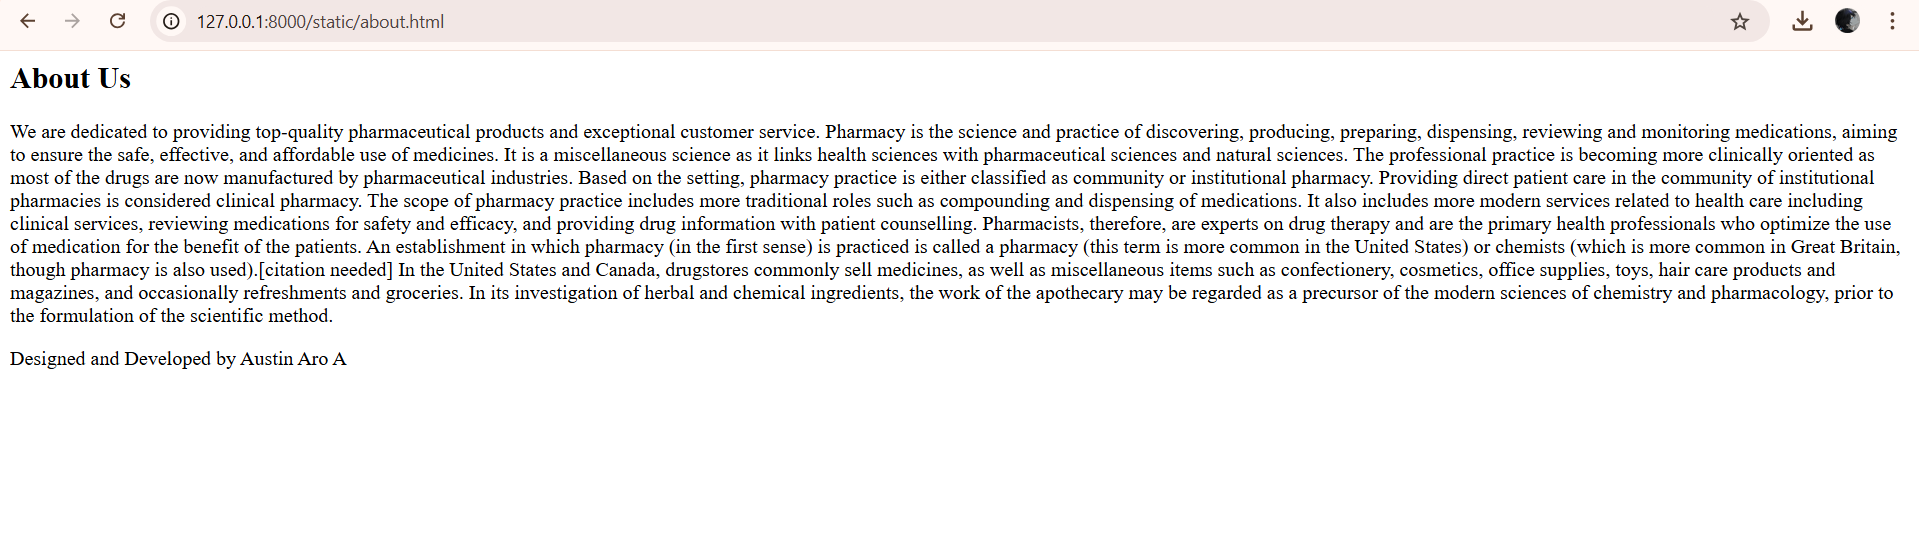 127.0.0.1:8000/static/about.html
About Us
We are dedicated to providing top-quality pharmaceutical products and exceptional customer service. Pharmacy is the science and practice of discovering, producing, preparing, dispensing, reviewing and monitoring medications, aiming
to ensure the safe, effective, and affordable use of medicines. It is a miscellaneous science as it links health sciences with pharmaceutical sciences and natural sciences. The professional practice is becoming more clinically oriented as
most of the drugs are now manufactured by pharmaceutical industries. Based on the setting, pharmacy practice is either classified as community or institutional pharmacy. Providing direct patient care in the community of institutional
pharmacies is considered clinical pharmacy. The scope of pharmacy practice includes more traditional roles such as compounding and dispensing of medications. It also includes more modern services related to health care including
clinical services, reviewing medications for safety and efficacy, and providing drug information with patient counselling. Pharmacists, therefore, are experts on drug therapy and are the primary health professionals who optimize the use
of medication for the benefit of the patients. An establishment in which pharmacy (in the first sense) is practiced is called a pharmacy (this term is more common in the United States) or chemists (which is more common in Great Britain,
though pharmacy is also used).[citation needed] In the United States and Canada, drugstores commonly sell medicines, as well as miscellaneous items such as confectionery, cosmetics, office supplies, toys, hair care products and
magazines, and occasionally refreshments and groceries. In its investigation of herbal and chemical ingredients, the work of the apothecary may be regarded as a precursor of the modern sciences of chemistry and pharmacology, prior to
the formulation of the scientific method.
Designed and Developed by Austin Aro A